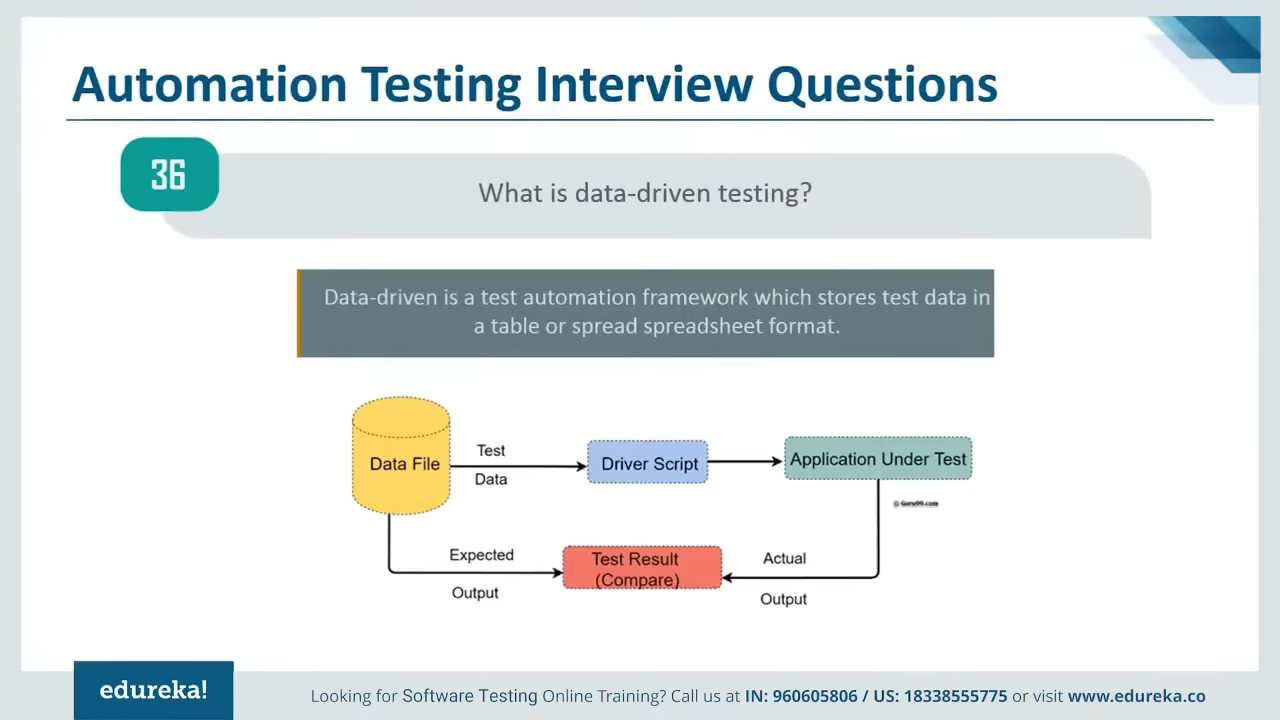 Automation Testing Interview Questions
36
What is data-driven testing?
Data-driven is a test automation framework which stores test data in
a table or spread spreadsheet format.
Data File
Test
Data
Driver Script
Application Under Test
© Guru99.com
Expected
Output
Test Result
(Compare)
Actual
Output
edureka!
Looking for Software Testing Online Training? Call us at IN: 960605806 / US: 18338555775 or visit www.edureka.co